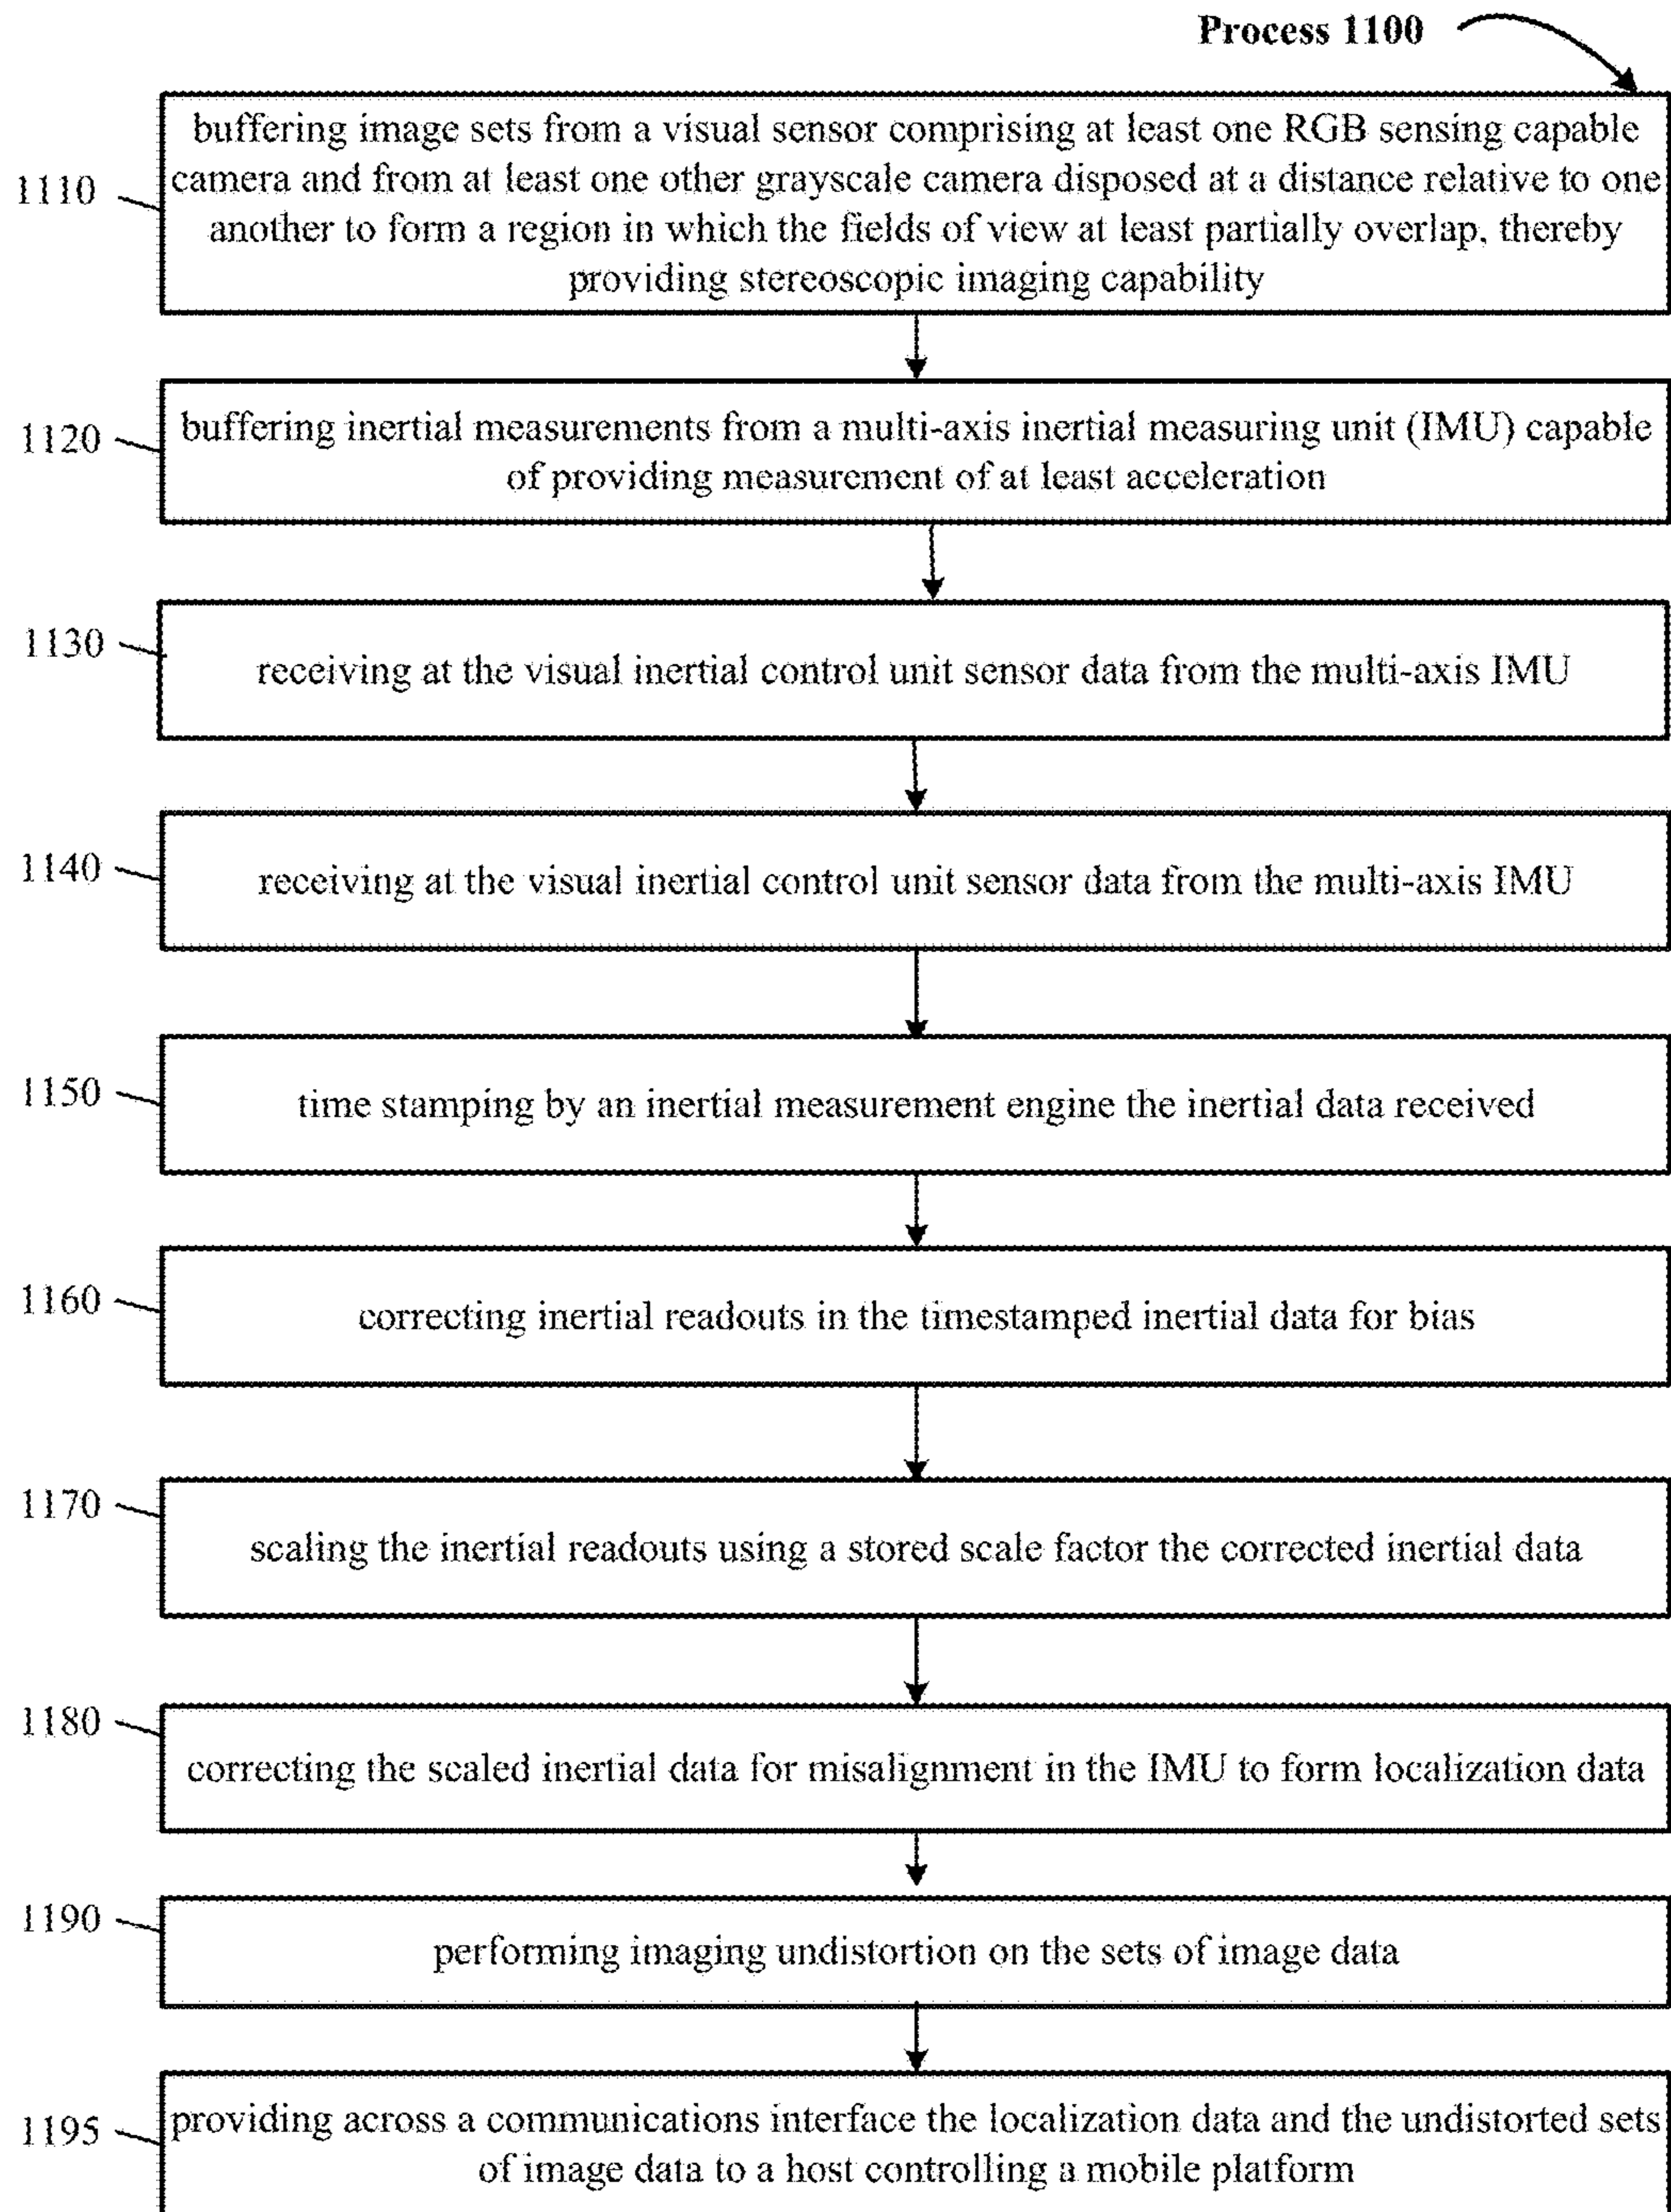 Process 1100
1110
buffering image sets from a visual sensor comprising at least one RGB sensing capable
camera and from at least one other grayscale camera disposed at a distance relative to one
another to form a region in which the fields of view at least partially overlap, thereby
providing stereoscopic imaging capability
1120
buffering inertial measurements from a multi-axis inertial measuring unit (IMU) capable
of providing measurement of at least acceleration
1130
receiving at the visual inertial control unit sensor data from the multi-axis IMU
1140
receiving at the visual inertial control unit sensor data from the multi-axis IMU
1150
time stamping by an inertial measurement engine the inertial data received
1160
correcting inertial readouts in the timestamped inertial data for bias
1170
scaling the inertial readouts using a stored scale factor the corrected inertial data
1180
correcting the scaled inertial data for misalignment in the IMU to form localization data
1190
performing imaging undistortion on the sets of image data
1195
providing across a communications interface the localization data and the undistorted sets
of image data to a host controlling a mobile platform